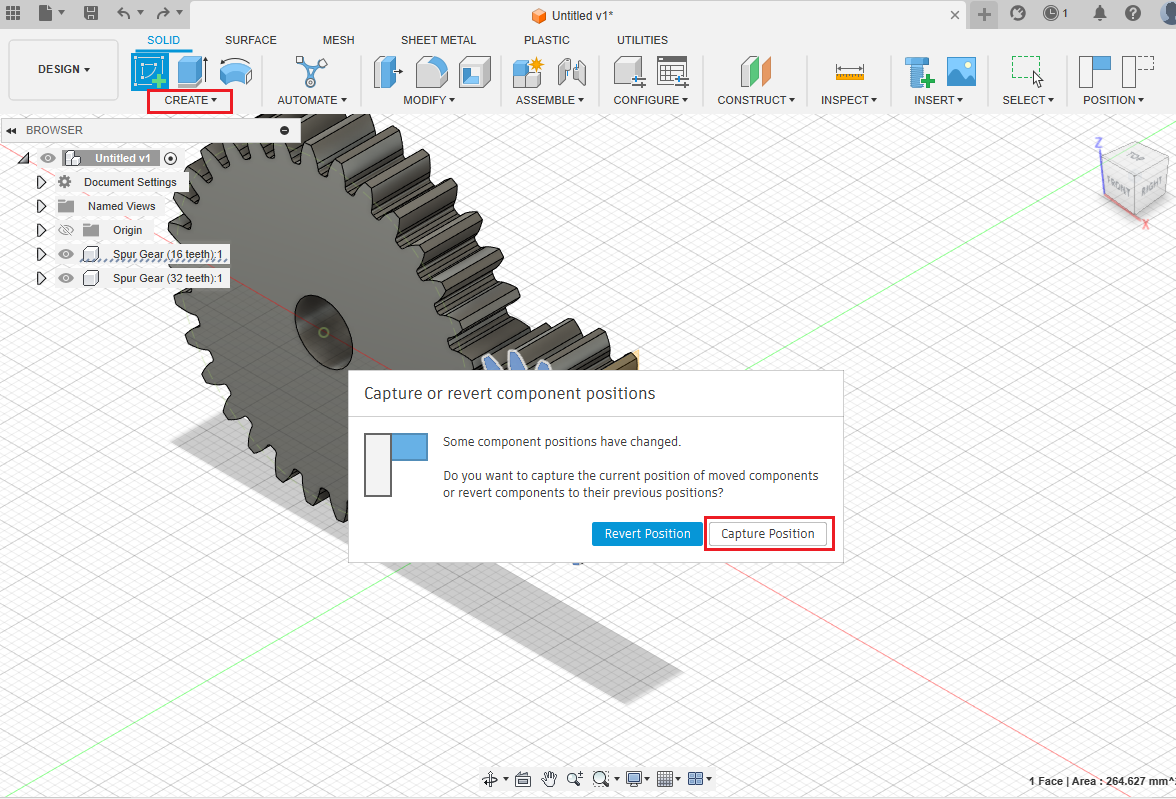 Untitled v1*
1
SOLID
SURFACE
MESH
SHEET METAL
PLASTIC
UTILITIES
DESIGN
CREATE
AUTOMATE
MODIFY
ASSEMBLE
CONFIGURE
CONSTRUCT
INSPECT
INSERT
SELECT
POSITION
BROWSER
Untitled v1
Document Settings
Named Views
Origin
Spur Gear (16 teeth):1
Spur Gear (32 teeth):1
Z
TOP
FRONT
RIGHT
X
Capture or revert component positions
Some component positions have changed.
Do you want to capture the current position of moved components
or revert components to their previous positions?
Revert Position
Capture Position
1 Face | Area : 264.627 mm^